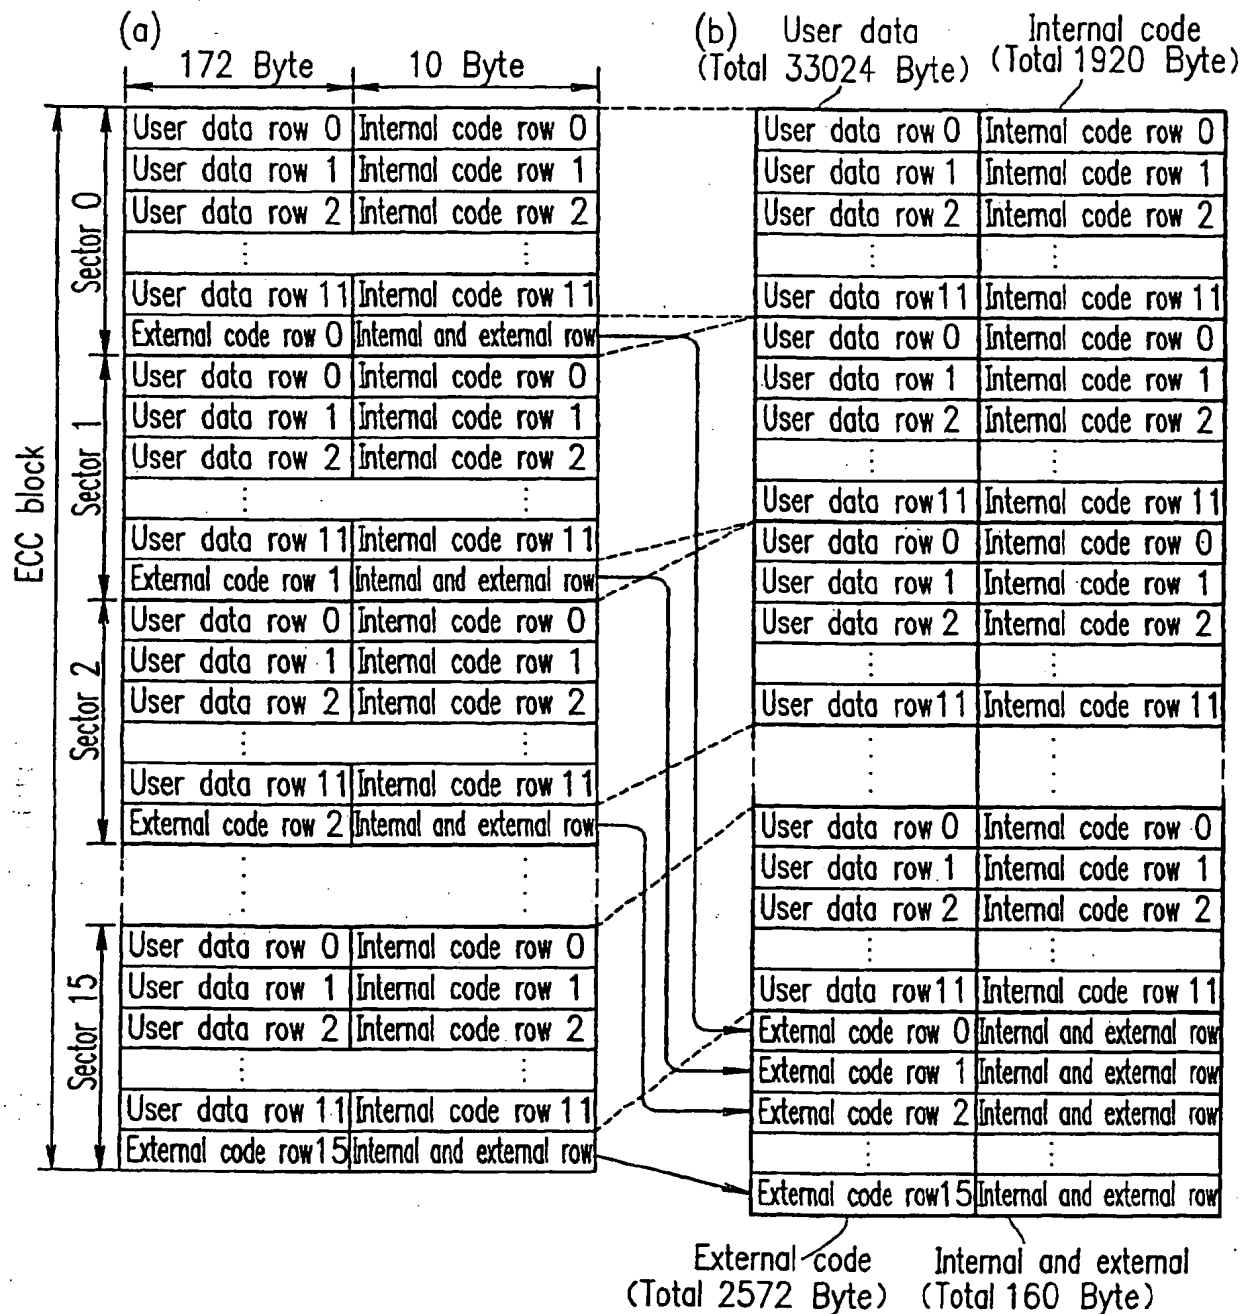 (a)
172 Byte 10 Byte
ECC block
Sector 0
User data row 0 Internal code row 0
User data row 1 Internal code row 1
User data row 2 Internal code row 2
User data row 11 Internal code row 11
External code row 0 Internal and external row
Sector 1
User data row 0 Internal code row 0
User data row 1 Internal code row 1
User data row 2 Internal code row 2
User data row 11 Internal code row 11
External code row 1 Internal and external row
Sector 2
User data row 0 Internal code row 0
User data row 1 Internal code row 1
User data row 2 Internal code row 2
User data row 11 Internal code row 11
External code row 2 Internal and external row
Sector 15
User data row 0 Internal code row 0
User data row 1 Internal code row 1
User data row 2 Internal code row 2
User data row 11 Internal code row 11
External code row 15 Internal and external row
(b) User data Internal code
(Total 33024 Byte) (Total 1920 Byte)
User data row 0 Internal code row 0
User data row 1 Internal code row 1
User data row 2 Internal code row 2
User data row 11 Internal code row 11
User data row 0 Internal code row 0
User data row 1 Internal code row 1
User data row 2 Internal code row 2
User data row 11 Internal code row 11
User data row 0 Internal code row 0
User data row 1 Internal code row 1
User data row 2 Internal code row 2
User data row 11 Internal code row 11
User data row 0 Internal code row 0
User data row 1 Internal code row 1
User data row 2 Internal code row 2
User data row 11 Internal code row 11
External code row 0 Internal and external row
External code row 1 Internal and external row
External code row 2 Internal and external row
External code row 15 Internal and external row
External code Internal and external
(Total 2572 Byte) (Total 160 Byte)